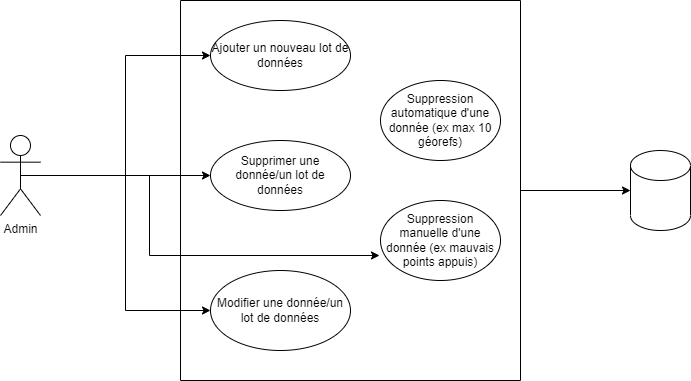 Ajouter un nouveau lot de
données
Suppression
automatique d'une
donnée (ex max 10
géorefs)
Supprimer une
donnée/un lot de
données
Admin
Suppression
manuelle d'une
donnée (ex mauvais
points appuis)
Modifier une donnée/un
lot de données